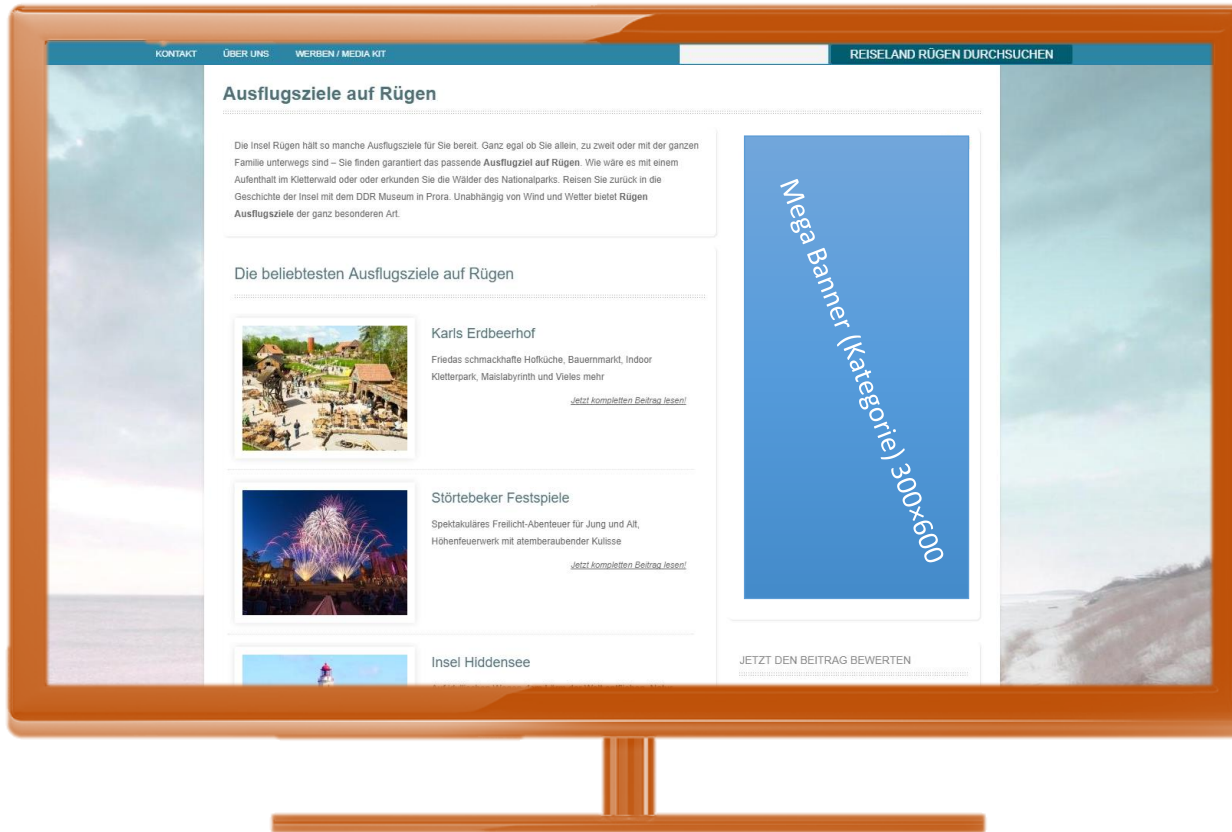 KONTAKT ÜBER UNS WERBEN / MEDIA KIT REISELAND RÜGEN DURCHSUCHEN
Ausflugsziele auf Rügen
Die Insel Rügen hält so manche Ausflugsziele für Sie bereit. Ganz egal ob Sie allein, zu zweit oder mit der ganzen
Familie unterwegs sind – Sie finden garantiert das passende Ausflugziel auf Rügen. Wie wäre es mit einem
Aufenthalt im Kletterwald oder oder erkunden Sie die Wälder des Nationalparks. Reisen Sie zurück in die
Geschichte der Insel mit dem DDR Museum in Prora. Unabhängig von Wind und Wetter bietet Rügen
Ausflugsziele der ganz besonderen Art.
Die beliebtesten Ausflugsziele auf Rügen
Karls Erdbeerhof
Friedas schmackhafte Hofküche, Bauernmarkt, Indoor
Kletterpark, Maislabyrinth und Vieles mehr
Jetzt kompletten Beitrag lesen!
Störtebeker Festspiele
Spektakuläres Freilicht-Abenteuer für Jung und Alt,
Höhenfeuerwerk mit atemberaubender Kulisse
Jetzt kompletten Beitrag lesen!
Insel Hiddensee
Mega Banner (Kategorie) 300x600
JETZT DEN BEITRAG BEWERTEN